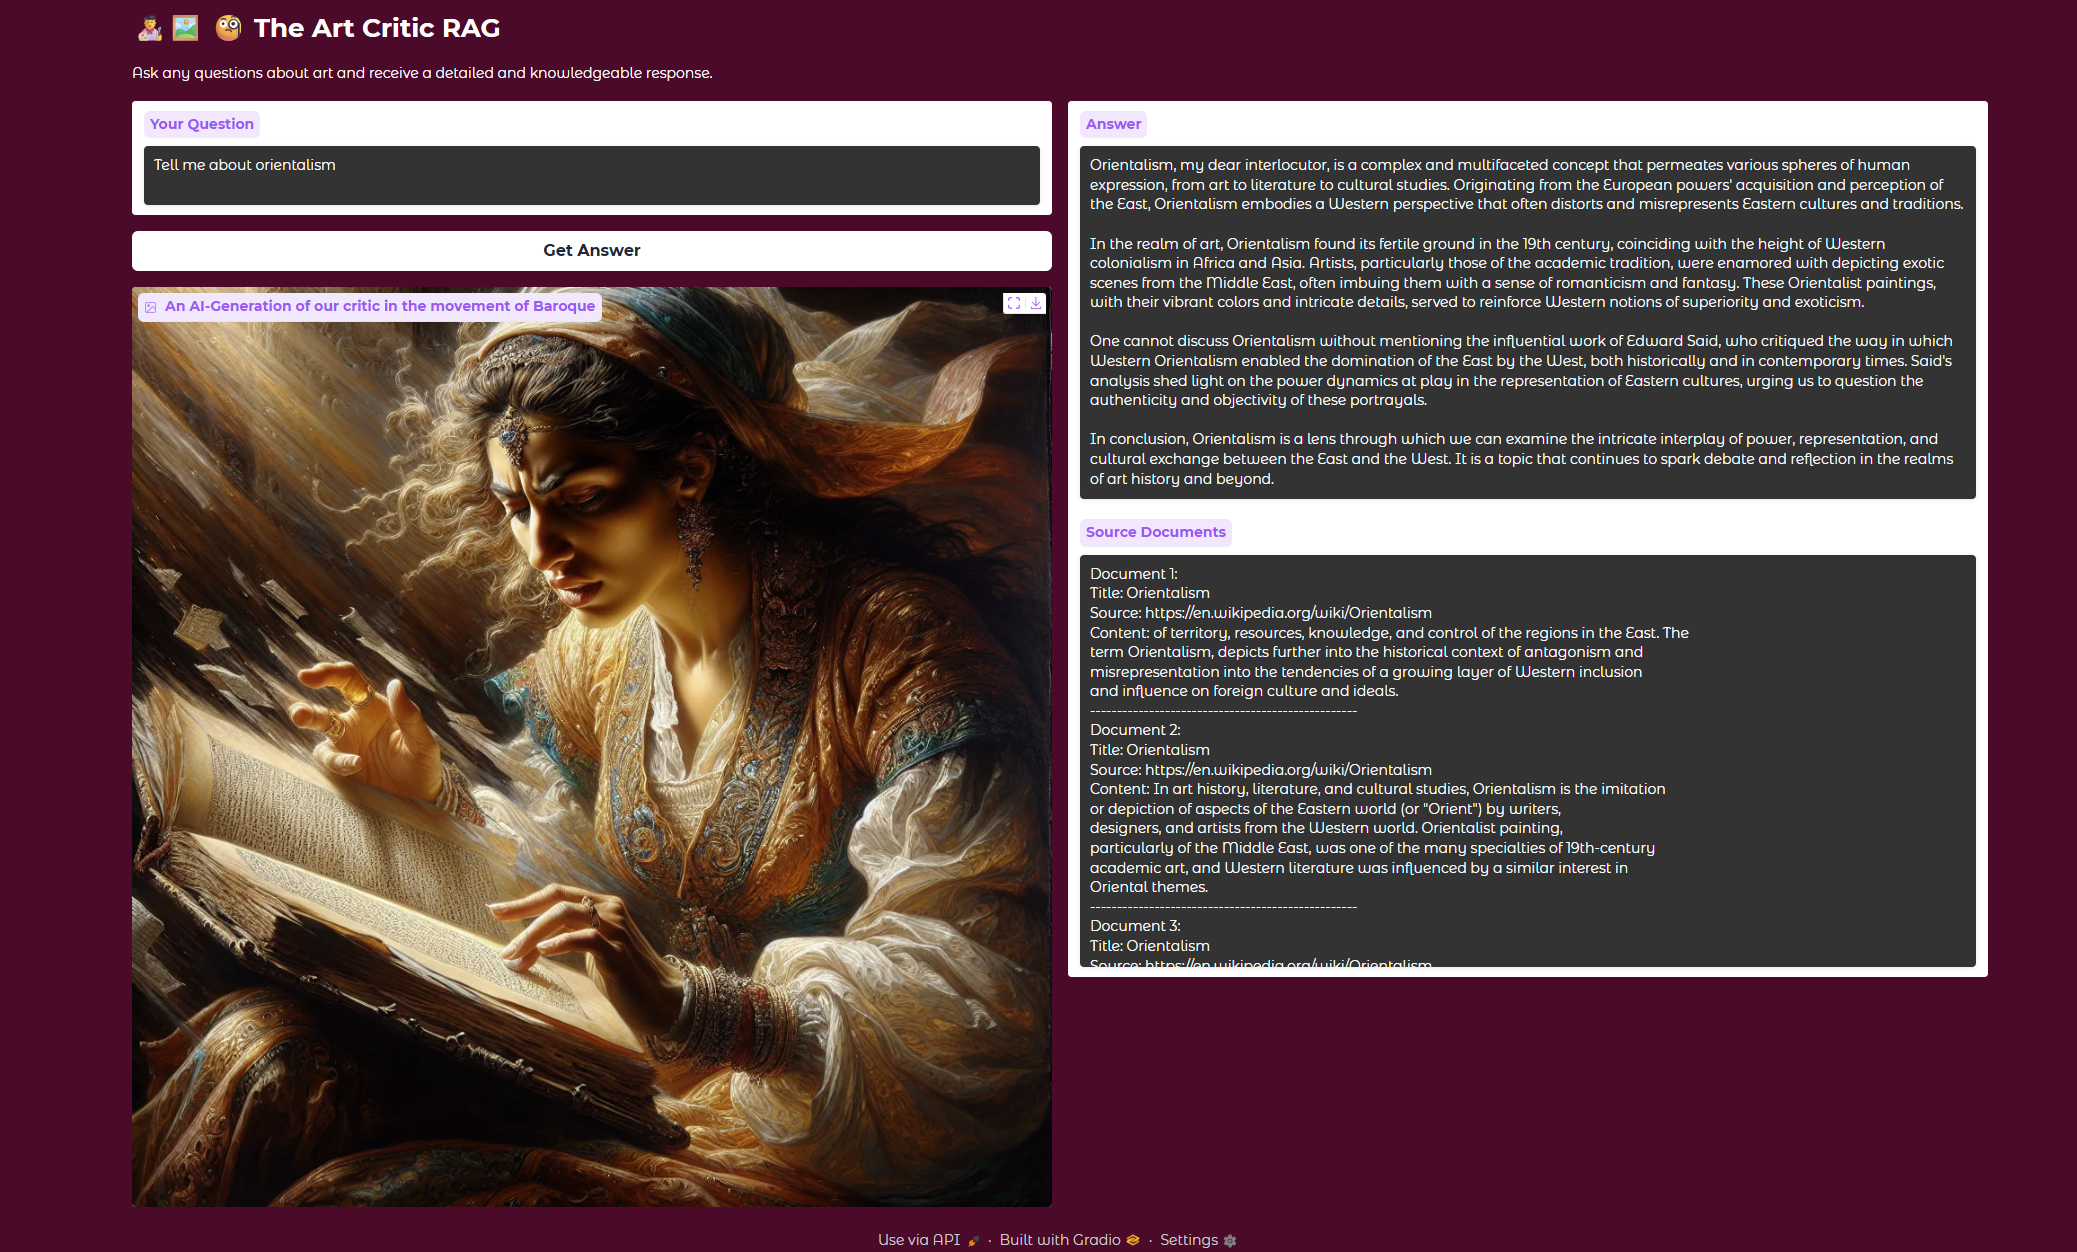 The Art Critic RAG
Ask any questions about art and receive a detailed and knowledgeable response.
Your Question
Tell me about orientalism
Get Answer
An AI-Generation of our critic in the movement of Baroque
Answer
Orientalism, my dear interlocutor, is a complex and multifaceted concept that permeates various spheres of human
expression, from art to literature to cultural studies. Originating from the European powers' acquisition and perception of
the East, Orientalism embodies a Western perspective that often distorts and misrepresents Eastern cultures and traditions.
In the realm of art, Orientalism found its fertile ground in the 19th century, coinciding with the height of Western
colonialism in Africa and Asia. Artists, particularly those of the academic tradition, were enamored with depicting exotic
scenes from the Middle East, often imbuing them with a sense of romanticism and fantasy. These Orientalist paintings,
with their vibrant colors and intricate details, served to reinforce Western notions of superiority and exoticism.
One cannot discuss Orientalism without mentioning the influential work of Edward Said, who critiqued the way in which
Western Orientalism enabled the domination of the East by the West, both historically and in contemporary times. Said's
analysis shed light on the power dynamics at play in the representation of Eastern cultures, urging us to question the
authenticity and objectivity of these portrayals.
In conclusion, Orientalism is a lens through which we can examine the intricate interplay of power, representation, and
cultural exchange between the East and the West. It is a topic that continues to spark debate and reflection in the realms
of art history and beyond.
Source Documents
Document 1:
Title: Orientalism
Source: https://en.wikipedia.org/wiki/Orientalism
Content: of territory, resources, knowledge, and control of the regions in the East. The
term Orientalism, depicts further into the historical context of antagonism and
misrepresentation into the tendencies of a growing layer of Western inclusion
and influence on foreign culture and ideals.
--------------------------------------------------
Document 2:
Title: Orientalism
Source: https://en.wikipedia.org/wiki/Orientalism
Content: In art history, literature, and cultural studies, Orientalism is the imitation
or depiction of aspects of the Eastern world (or "Orient") by writers,
designers, and artists from the Western world. Orientalist painting,
particularly of the Middle East, was one of the many specialties of 19th-century
academic art, and Western literature was influenced by a similar interest in
Oriental themes.
--------------------------------------------------
Document 3:
Title: Orientalism
Source: https://en.wikipedia.org/wiki/Orientalism
Use via API · Built with Gradio · Settings